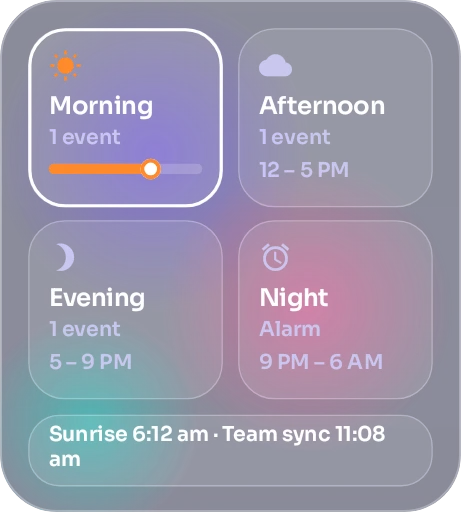 Morning
1 event
Afternoon
1 event
12 – 5 PM
Evening
1 event
5 – 9 PM
Night
Alarm
9 PM – 6 AM
Sunrise 6:12 am · Team sync 11:08
am